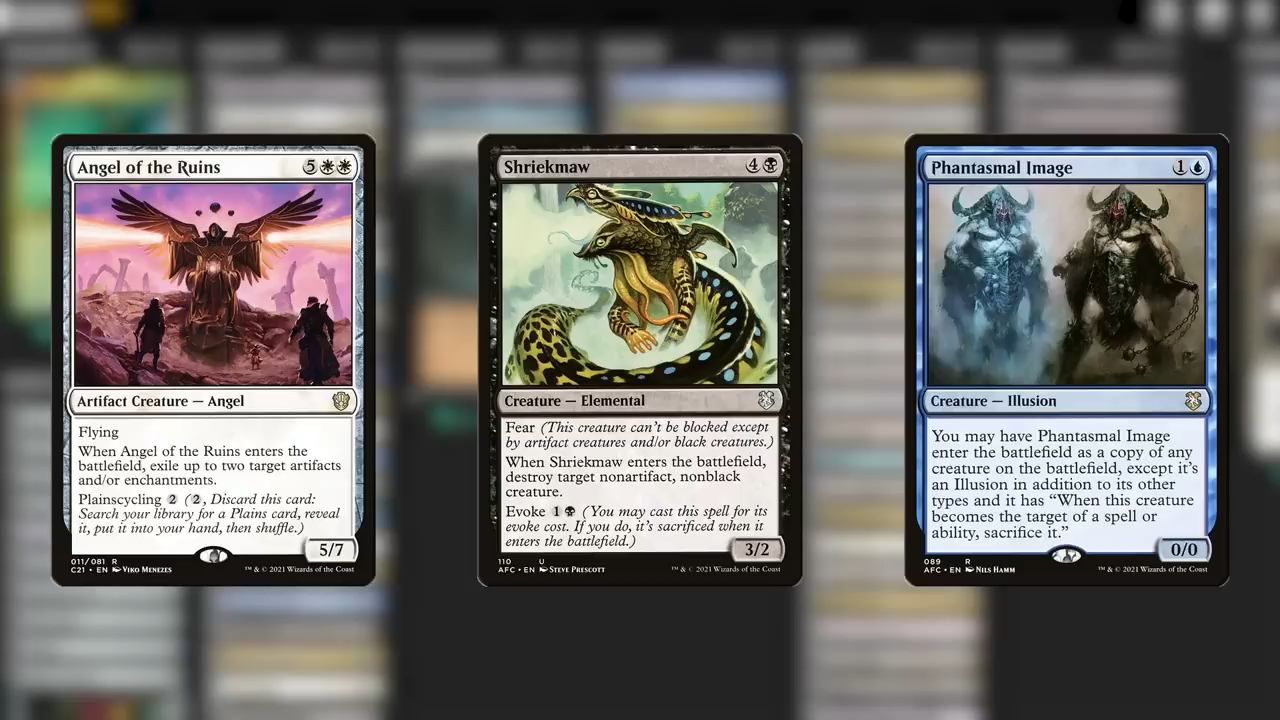 Angel of the Ruins 5
Artifact Creature — Angel
Flying
When Angel of the Ruins enters the
battlefield, exile up to two target artifacts
and/or enchantments.
Plainscycling 2 (2, Discard this card:
Search your library for a Plains card, reveal
it, put it into your hand, then shuffle.)
5/7
011/081 R
C21 • EN VIKO MENEZES
™ & © 2021 Wizards of the Coast
Shriekmaw 4
Creature — Elemental
Fear (This creature can't be blocked except
by artifact creatures and/or black creatures.)
When Shriekmaw enters the battlefield,
destroy target nonartifact, nonblack
creature.
Evoke 1 (You may cast this spell for its
evoke cost. If you do, it's sacrificed when it
enters the battlefield.)
3/2
110 U
AFC • EN STEVE PRESCOTT
™ & © 2021 Wizards of the Coast
Phantasmal Image 1
Creature — Illusion
You may have Phantasmal Image
enter the battlefield as a copy of any
creature on the battlefield, except it's
an Illusion in addition to its other
types and it has “When this creature
becomes the target of a spell or
ability, sacrifice it.”
0/0
089 R
AFC • EN NILS HAMM
™ & © 2021 Wizards of the Coast